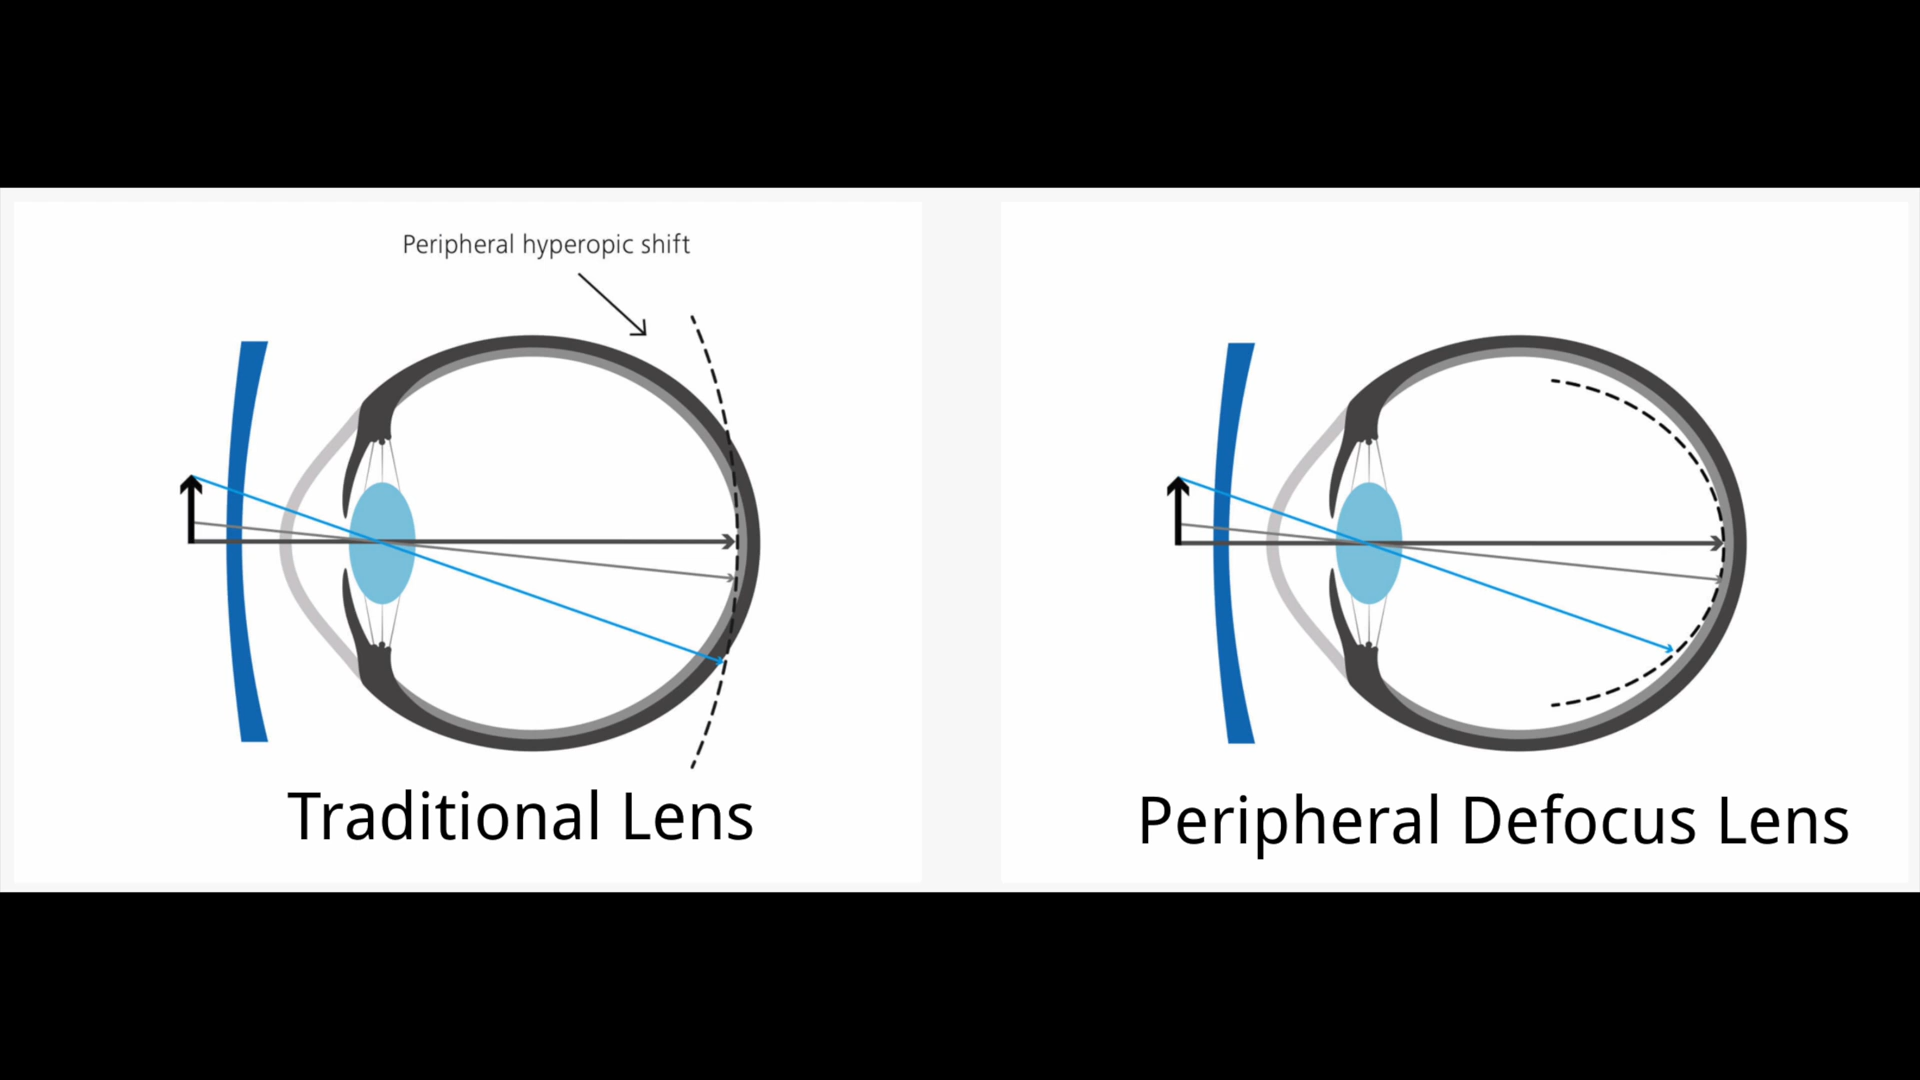 Peripheral hyperopic shift
Traditional Lens
Peripheral Defocus Lens